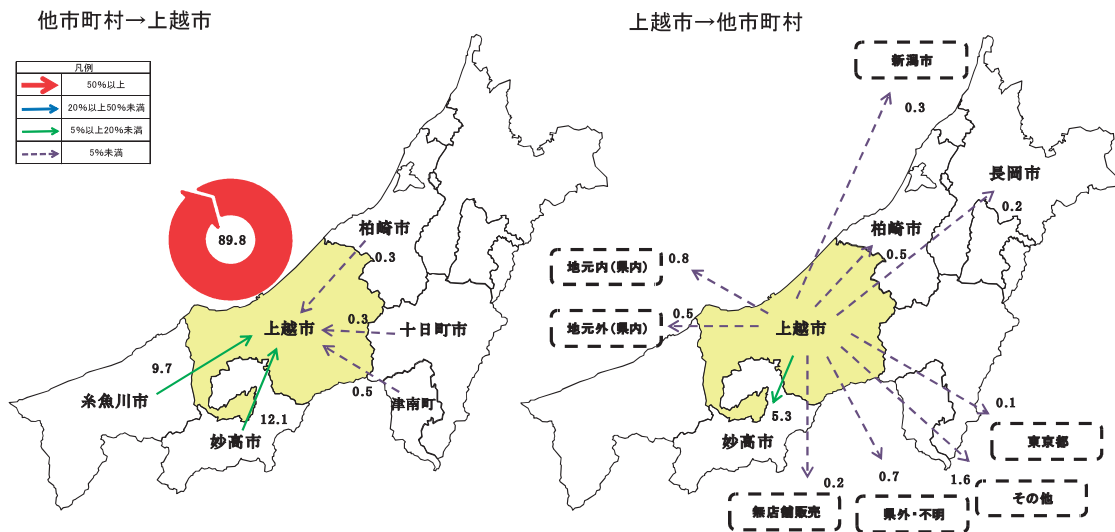 他市町村→上越市
凡例
50%以上
20%以上50%未満
5%以上20%未満
5%未満
89.8
柏崎市
0.3
上越市
0.3
十日町市
9.7
0.5
糸魚川市
津南町
12.1
妙高市
上越市→他市町村
新潟市
0.3
長岡市
0.2
柏崎市
0.5
地元内(県内)
0.8
地元外(県内)
0.5
上越市
5.3
妙高市
0.1
東京都
1.6
その他
0.7
県外・不明
0.2
無店舗販売